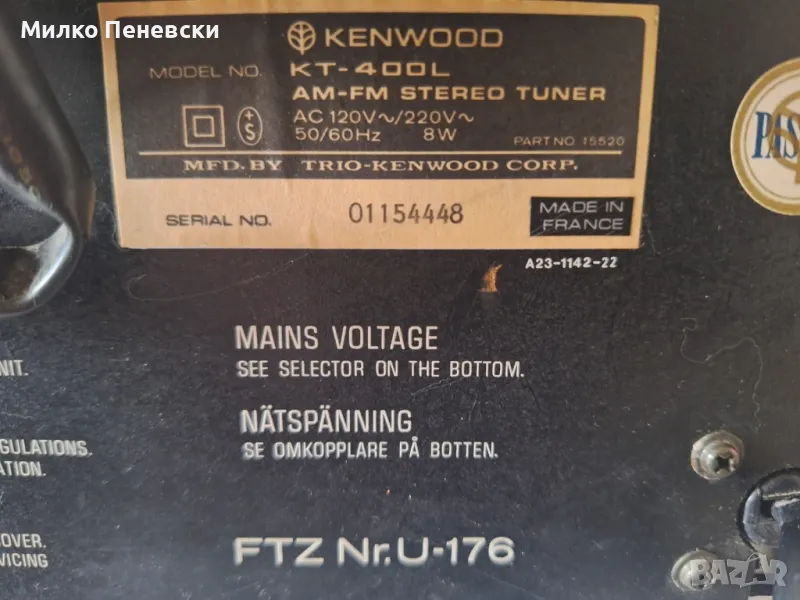 Милко Пеневски
KENWOOD
MODEL NO. KT-400L
AM-FM STEREO TUNER
AC 120V~/220V~
50/60Hz 8W
PART NO 15520
MFD. BY TRIO-KENWOOD CORP.
SERIAL NO. 01154448
MADE IN
FRANCE
A23-1142-22
PAS
MAINS VOLTAGE
SEE SELECTOR ON THE BOTTOM.
NÄTSPÄNNING
SE OMKOPPLARE PÅ BOTTEN.
NIT.
GULATIONS.
ATION.
OVER.
VICING
FTZ Nr.U-176
BAZAR